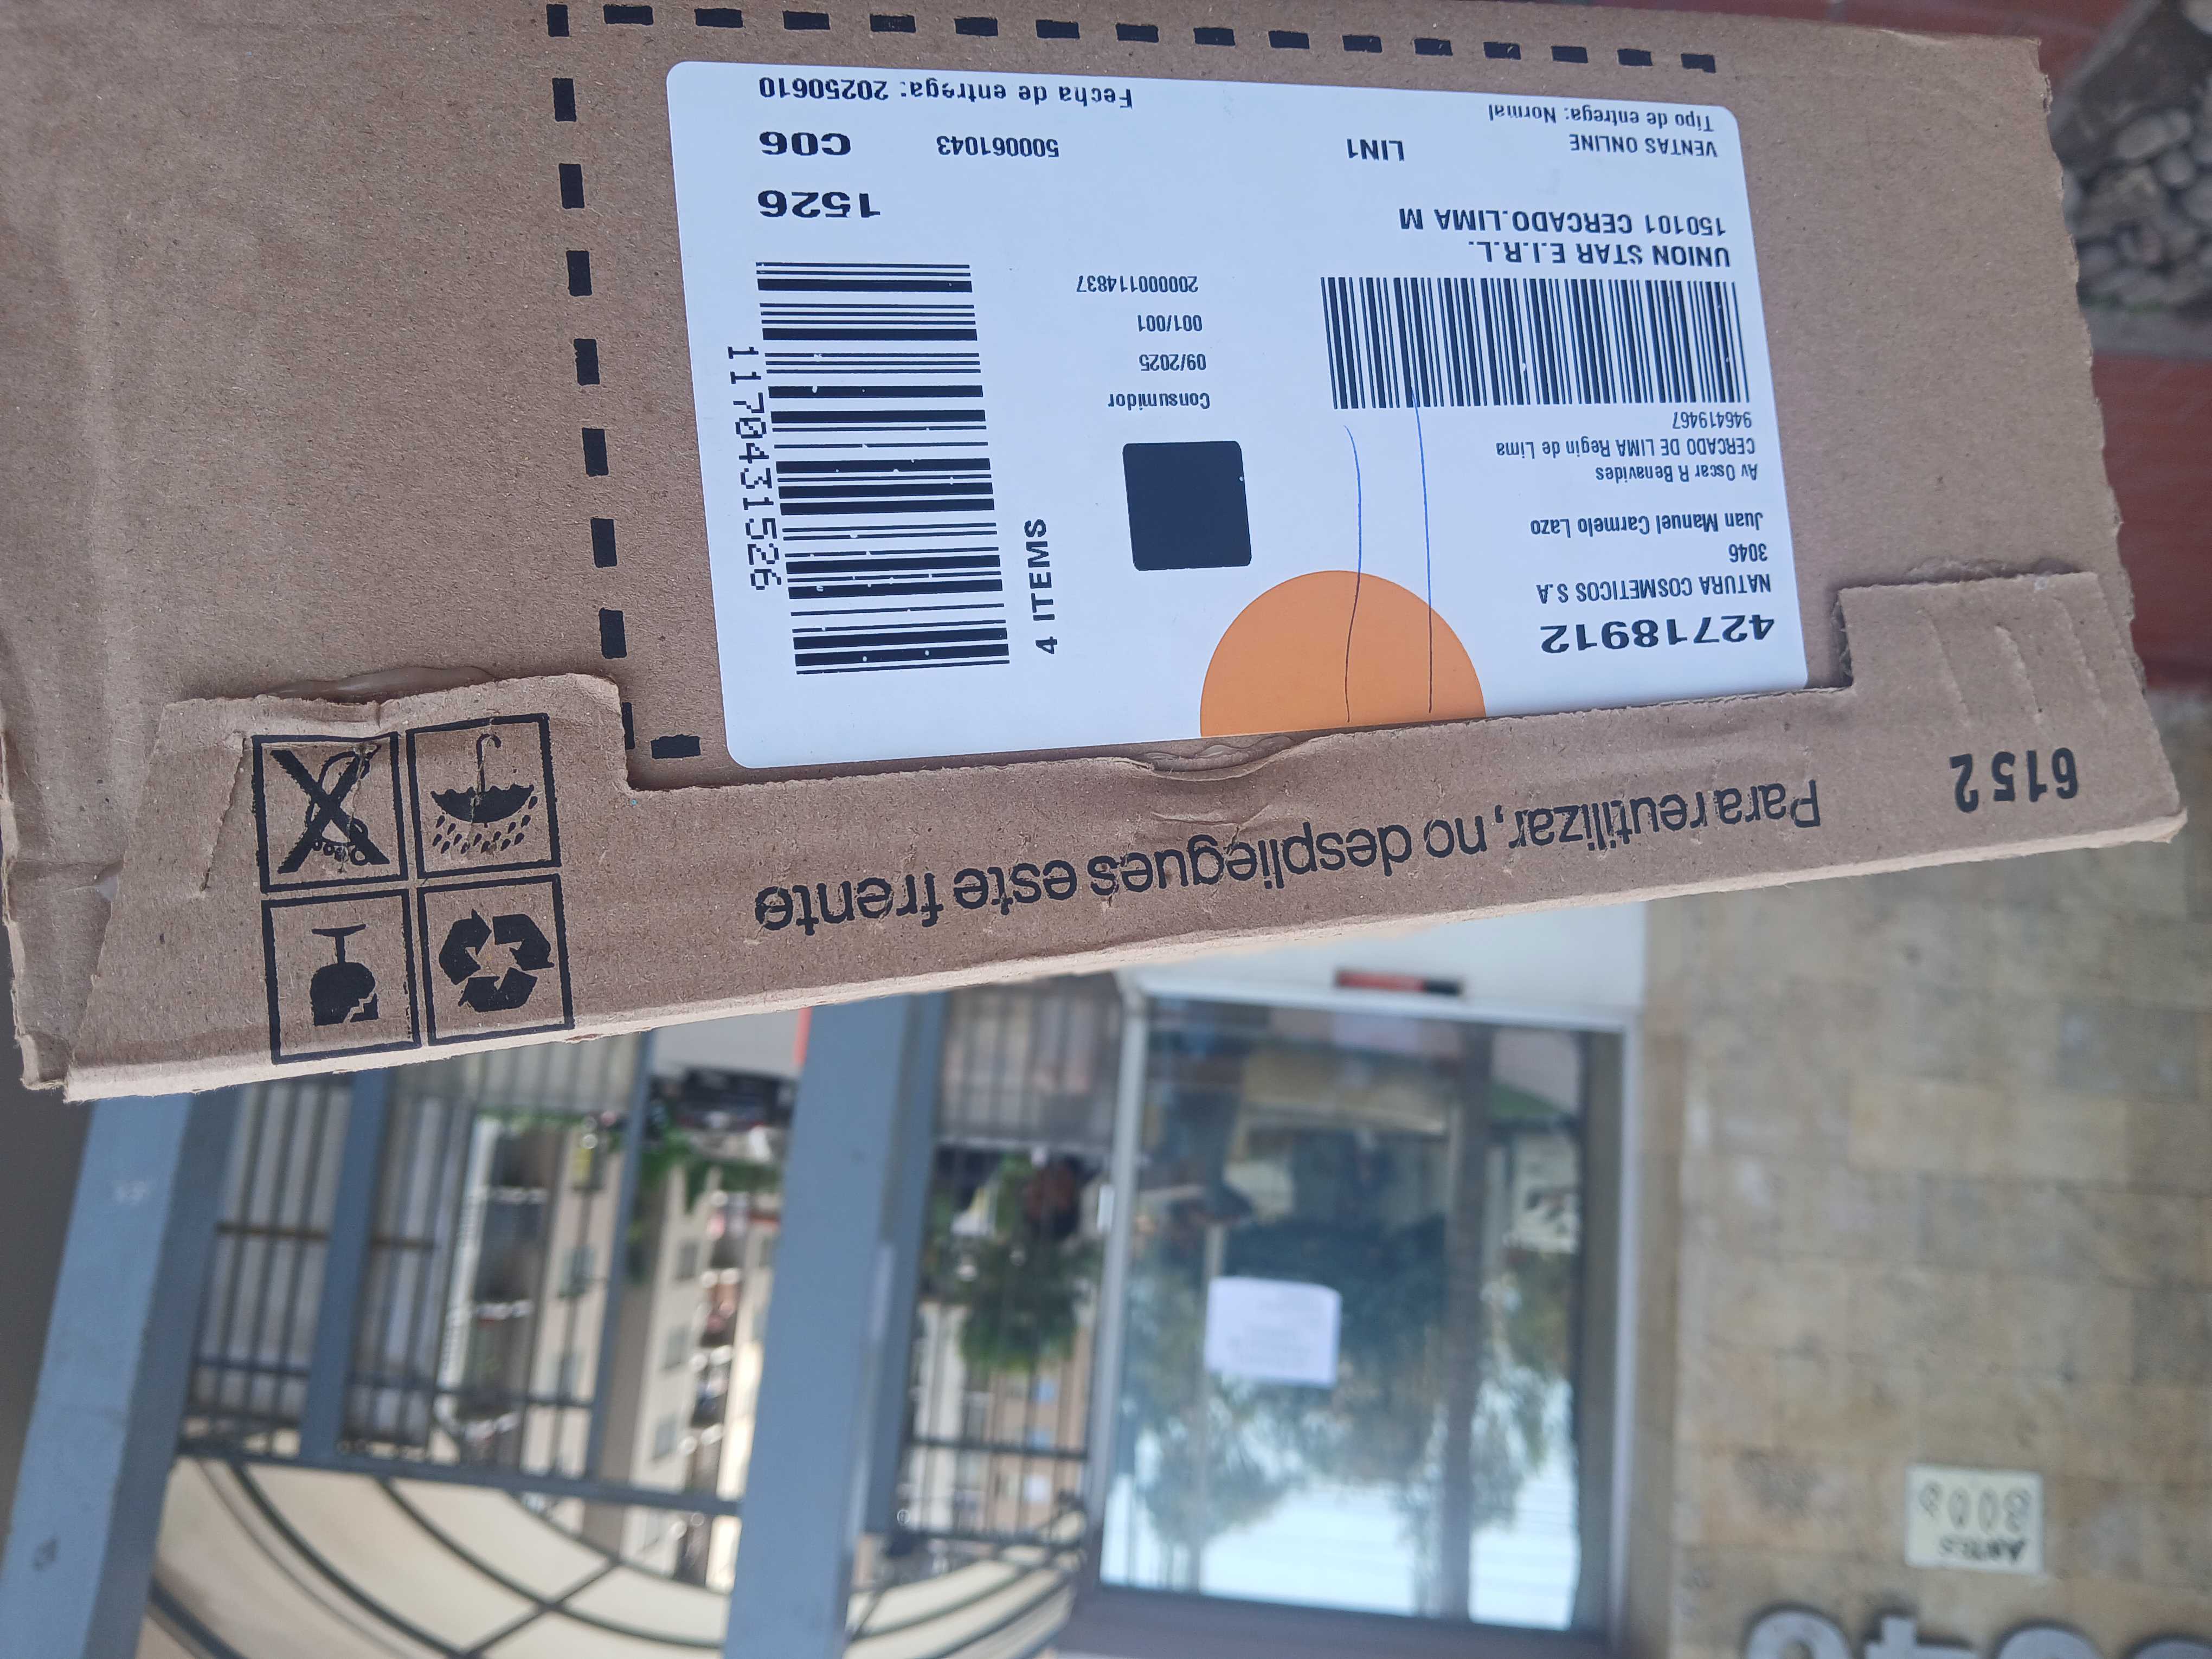 6152
Para reutilizar, no despliegues este frente
42718912
NATURA COSMETICOS S.A
3046
Juan Manuel Carmelo Lazo
Av Oscar R Benavides
CERCADO DE LIMA Regin de Lima
946419467
UNION STAR E.I.R.L.
150101 CERCADO.LIMA M
VENTAS ONLINE
LIN1
Tipo de entrega: Normal
4 ITEMS
Consumidor
09/2025
001/001
200000114837
1170431526
1526
500061043
C06
Fecha de entrega: 20250610
ANTES